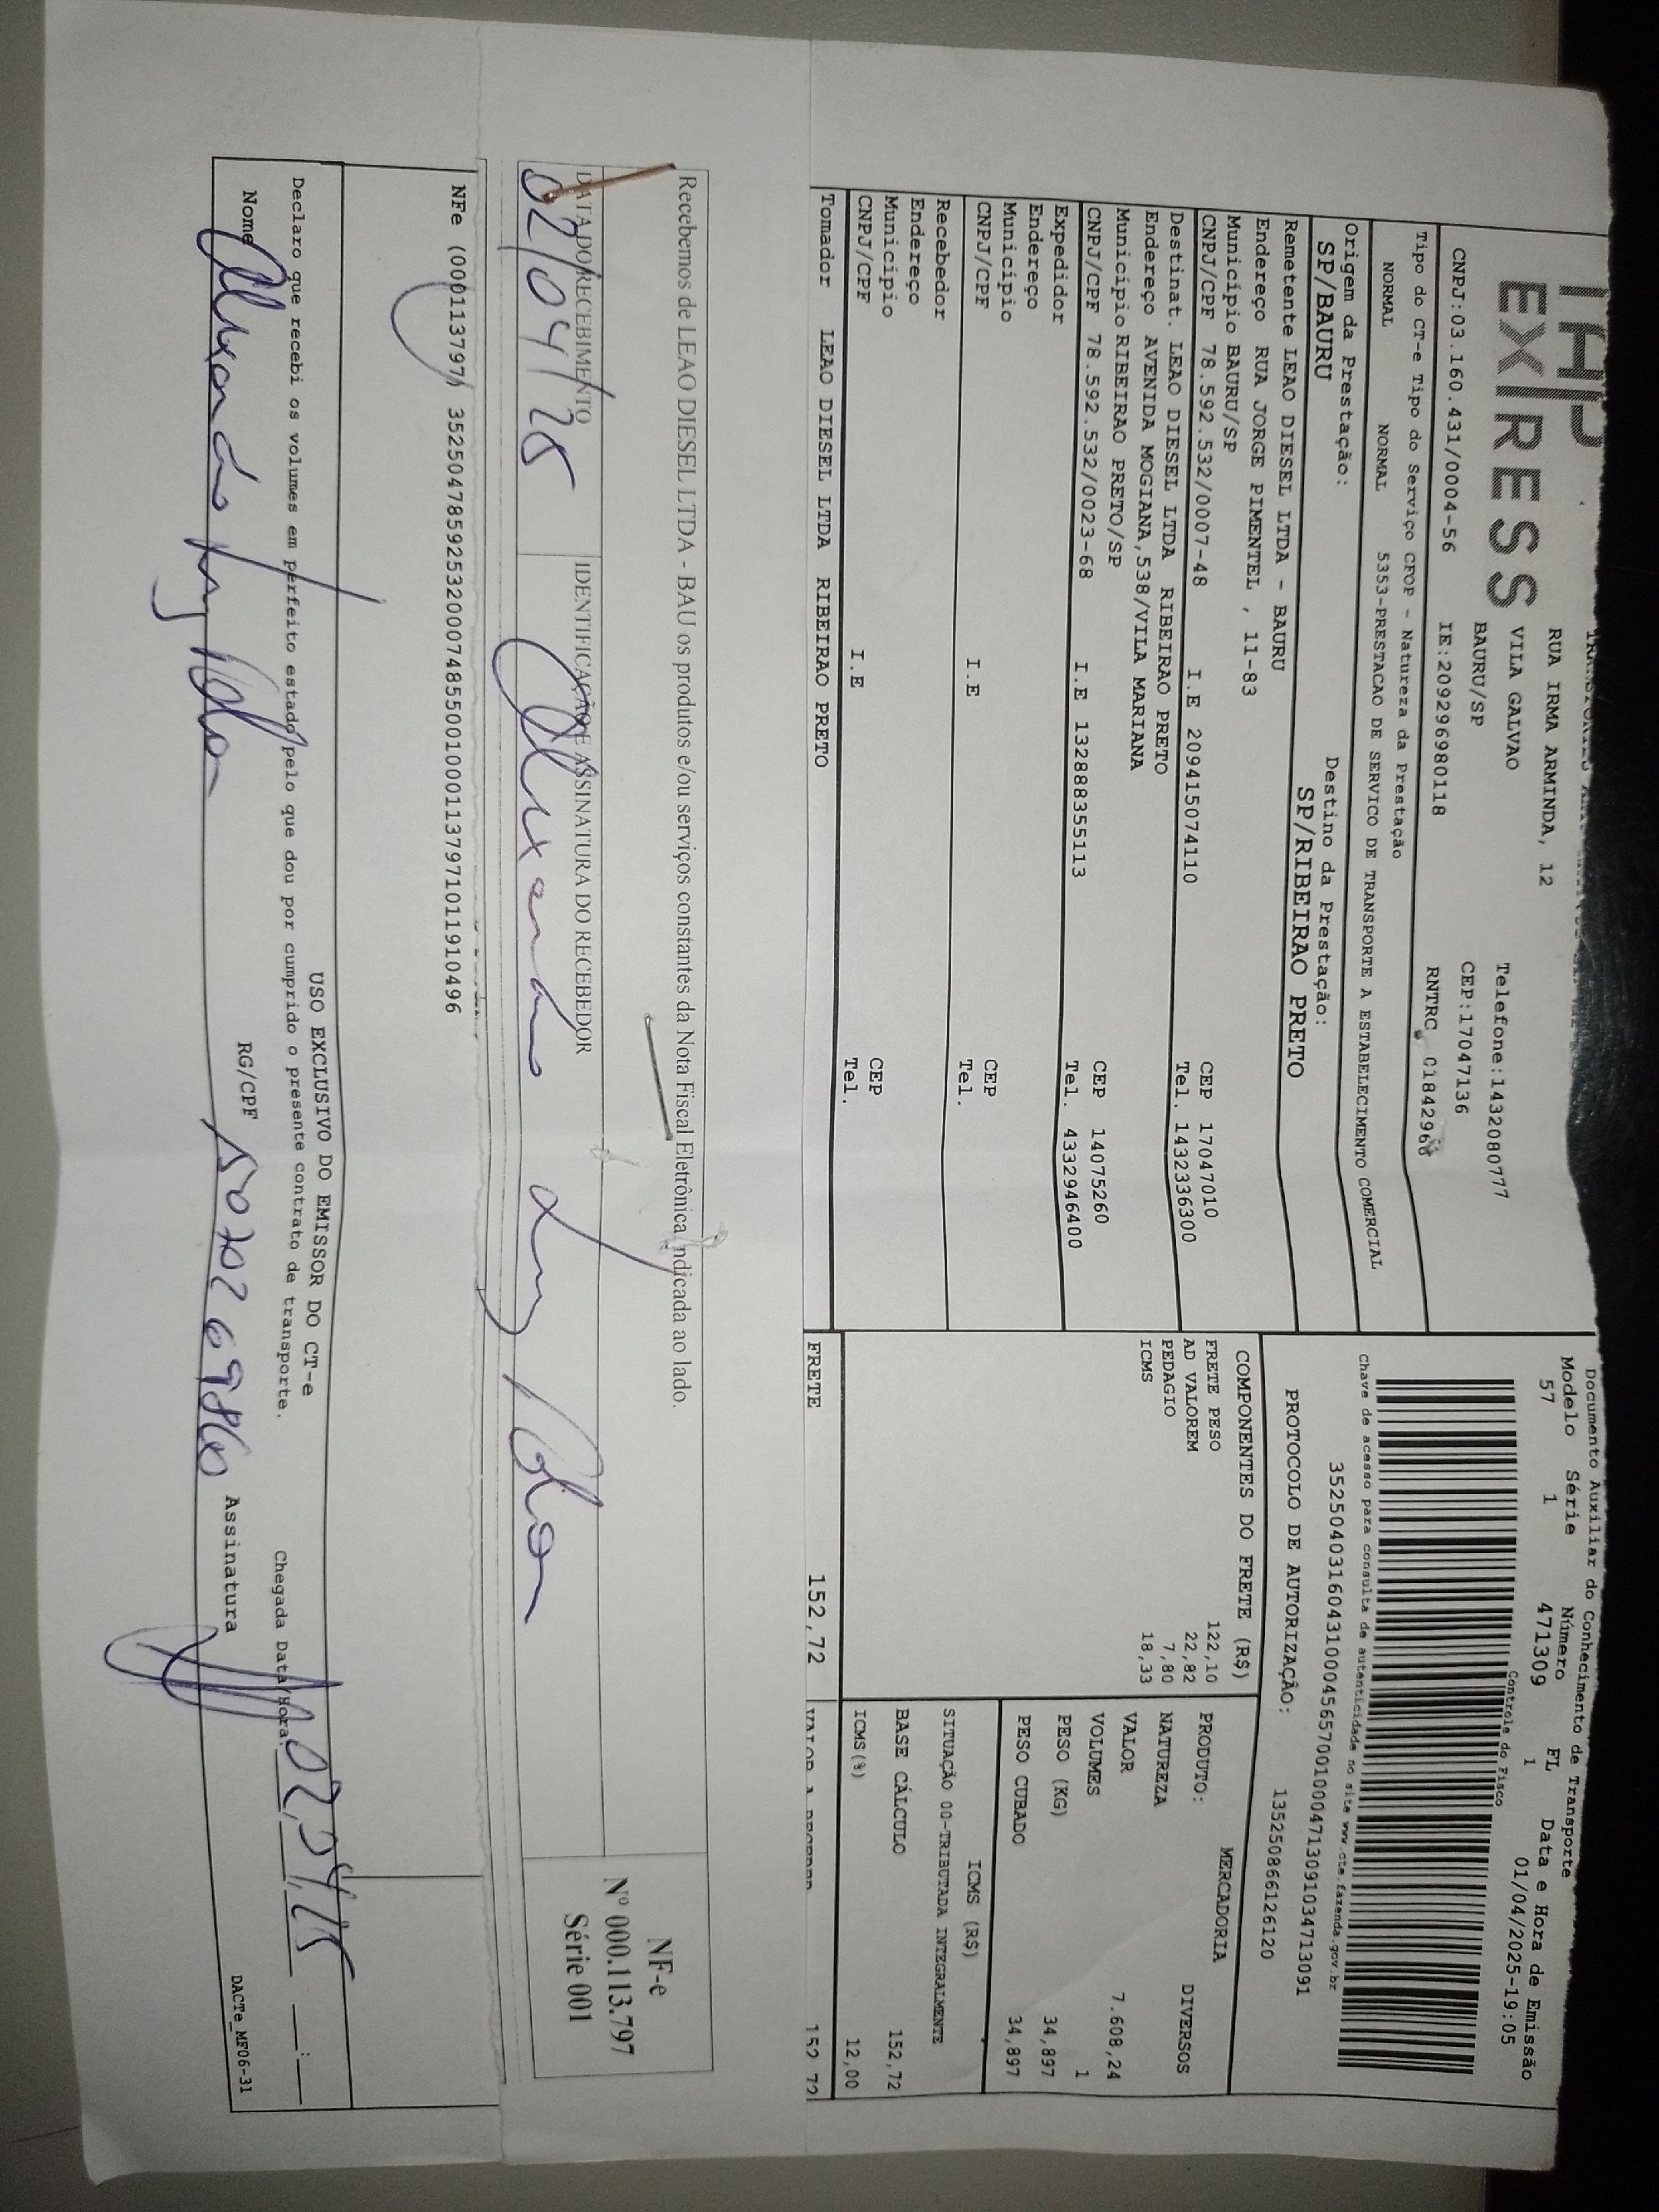 THP
EXPRESS
RUA IRMA ARMINDA, 12
VILA GALVAO
BAURU/SP
Telefone:1432080777
CEP:17047136
CNPJ:03.160.431/0004-56 IE:209296980118 RNTRC
Tipo do CT-e Tipo do Serviço CFOP - Natureza da Prestação
NORMAL NORMAL 5353-PRESTACAO DE SERVICO DE TRANSPORTE A ESTABELECIMENTO COMERCIAL
Origem da Prestação: Destino da Prestação:
SP/BAURU SP/RIBEIRAO PRETO
Remetente LEAO DIESEL LTDA - BAURU
Endereço RUA JORGE PIMENTEL , 11-83
Município BAURU/SP CEP 17047010
CNPJ/CPF 78.592.532/0007-48 I.E 209415074110 Tel. 1432336300
Destinat. LEAO DIESEL LTDA RIBEIRAO PRETO
Endereço AVENIDA MOGIANA,538/VILA MARIANA
Município RIBEIRAO PRETO/SP CEP 14075260
CNPJ/CPF 78.592.532/0023-68 I.E 132888355113 Tel. 4332946400
Expedidor
Endereço
Município CEP
CNPJ/CPF I.E Tel.
Recebedor
Endereço
Município CEP
CNPJ/CPF I.E Tel.
Tomador LEAO DIESEL LTDA RIBEIRAO PRETO
Documento Auxiliar do Conhecimento de Transporte
Modelo Série Número FL Data e Hora de Emissão
57 1 471309 1 01/04/2025-19:05
Controle do Fisco
Chave de acesso para consulta de autenticidade no site www.cte.fazenda.gov.br
35250403160431000456570010004713091034713091
PROTOCOLO DE AUTORIZAÇÃO: 135250866126120
COMPONENTES DO FRETE (R$)
FRETE PESO 122,10
AD VALOREM 22,82
PEDAGIO 7,80
ICMS 18,33
MERCADORIA
PRODUTO: DIVERSOS
NATUREZA
VALOR 7.608,24
VOLUMES 1
PESO (KG) 34,897
PESO CUBADO 34,897
ICMS (R$)
SITUAÇÃO 00-TRIBUTADA INTEGRALMENTE
BASE CÁLCULO 152,72
ICMS(%) 12,00
FRETE 152,72
VALOR A RECEBER 152,72
Recebemos de LEAO DIESEL LTDA - BAU os produtos e/ou serviços constantes da Nota Fiscal Eletrônica indicada ao lado.
DATA DO RECEBIMENTO IDENTIFICAÇÃO E ASSINATURA DO RECEBEDOR
02/04/25 Alexandre
NF-e
Nº 000.113.797
Série 001
NFe (000113797) 35250478592532000748550010001137971011910496
USO EXCLUSIVO DO EMISSOR DO CT-e
Declaro que recebi os volumes em perfeito estado pelo que dou por cumprido o presente contrato de transporte.
Chegada Data/Hora: 02/04/25
Nome Alexandre RG/CPF Assinatura
DACTe_MF06-31